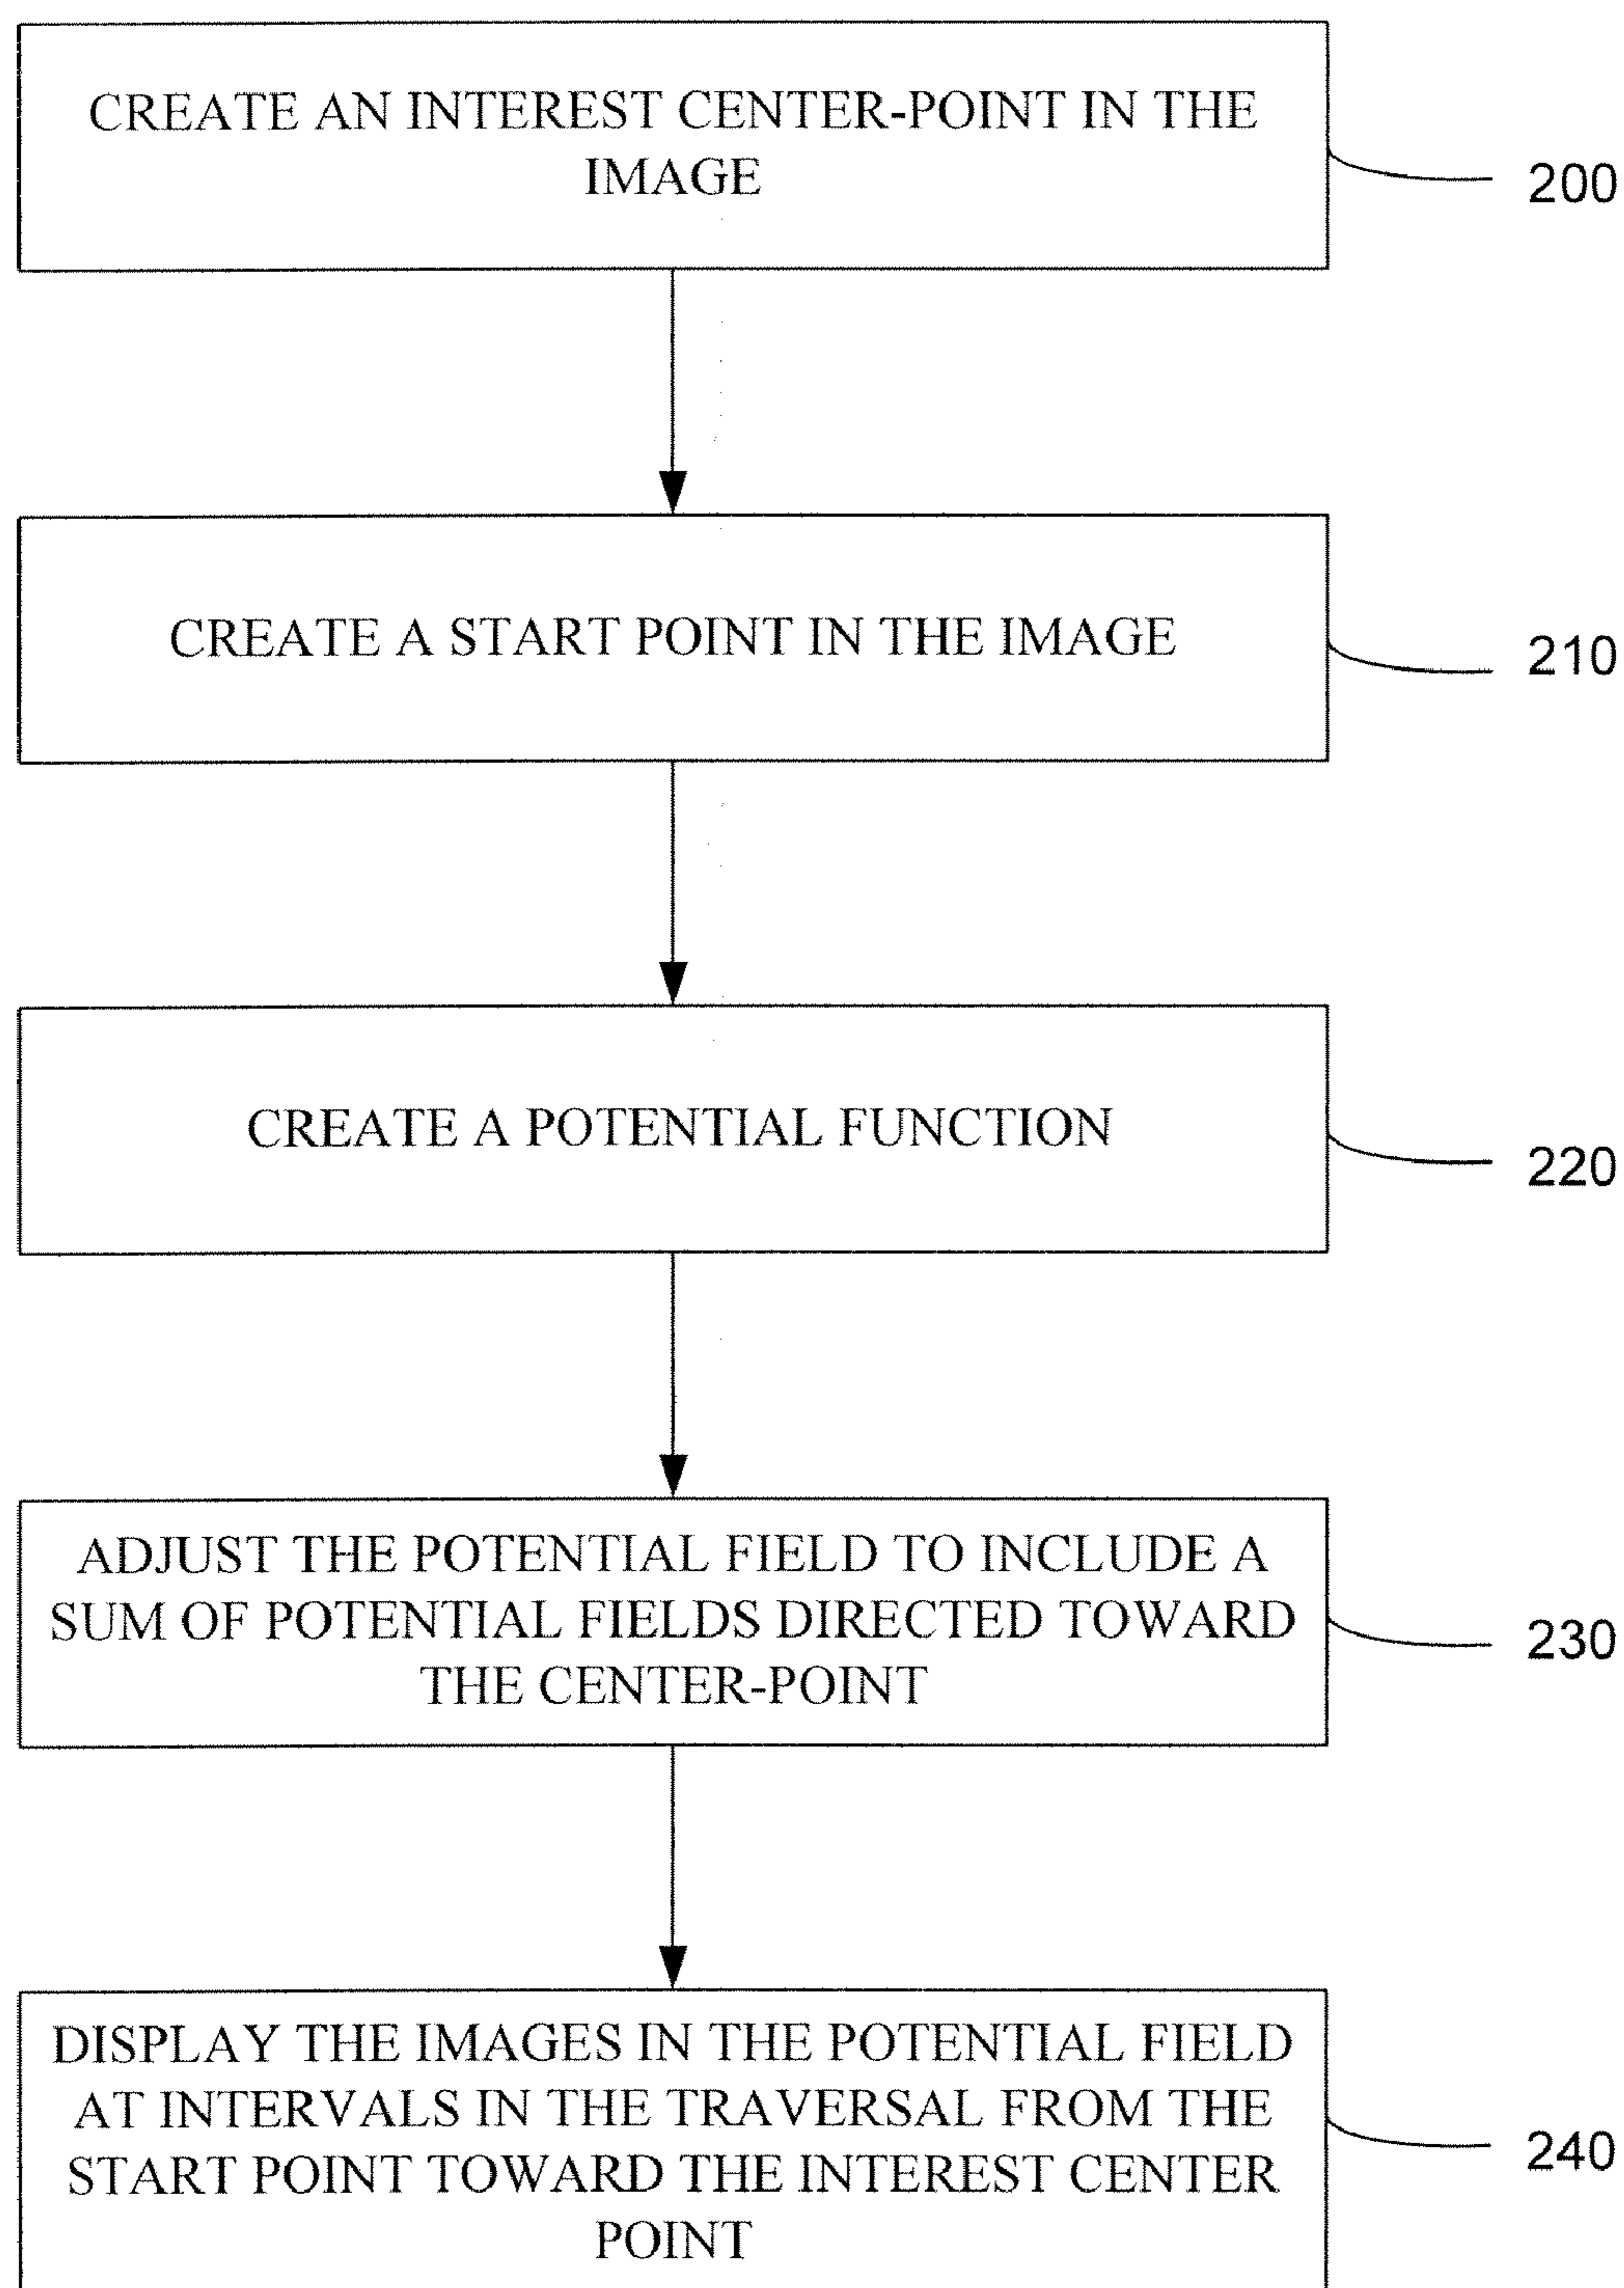 CREATE AN INTEREST CENTER-POINT IN THE
IMAGE
200
CREATE A START POINT IN THE IMAGE
210
CREATE A POTENTIAL FUNCTION
220
ADJUST THE POTENTIAL FIELD TO INCLUDE A
SUM OF POTENTIAL FIELDS DIRECTED TOWARD
THE CENTER-POINT
230
DISPLAY THE IMAGES IN THE POTENTIAL FIELD
AT INTERVALS IN THE TRAVERSAL FROM THE
START POINT TOWARD THE INTEREST CENTER
POINT
240